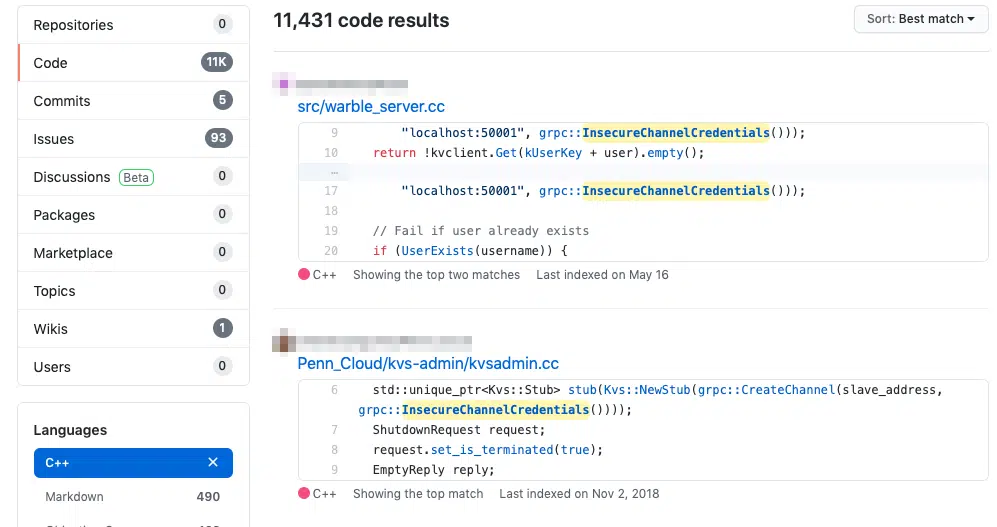 Repositories 0
Code 11K
Commits 5
Issues 93
Discussions Beta 0
Packages 0
Marketplace 0
Topics 0
Wikis 1
Users 0
Languages
C++ ×
Markdown 490
11,431 code results
Sort: Best match
src/warble_server.cc
9 "localhost:50001", grpc::InsecureChannelCredentials()));
10 return !kvclient.Get(kUserKey + user).empty();
…
17 "localhost:50001", grpc::InsecureChannelCredentials()));
18
19 // Fail if user already exists
20 if (UserExists(username)) {
C++ Showing the top two matches Last indexed on May 16
Penn_Cloud/kvs-admin/kvsadmin.cc
6 std::unique_ptr<Kvs::Stub> stub(Kvs::NewStub(grpc::CreateChannel(slave_address,
grpc::InsecureChannelCredentials())));
7 ShutdownRequest request;
8 request.set_is_terminated(true);
9 EmptyReply reply;
C++ Showing the top match Last indexed on Nov 2, 2018